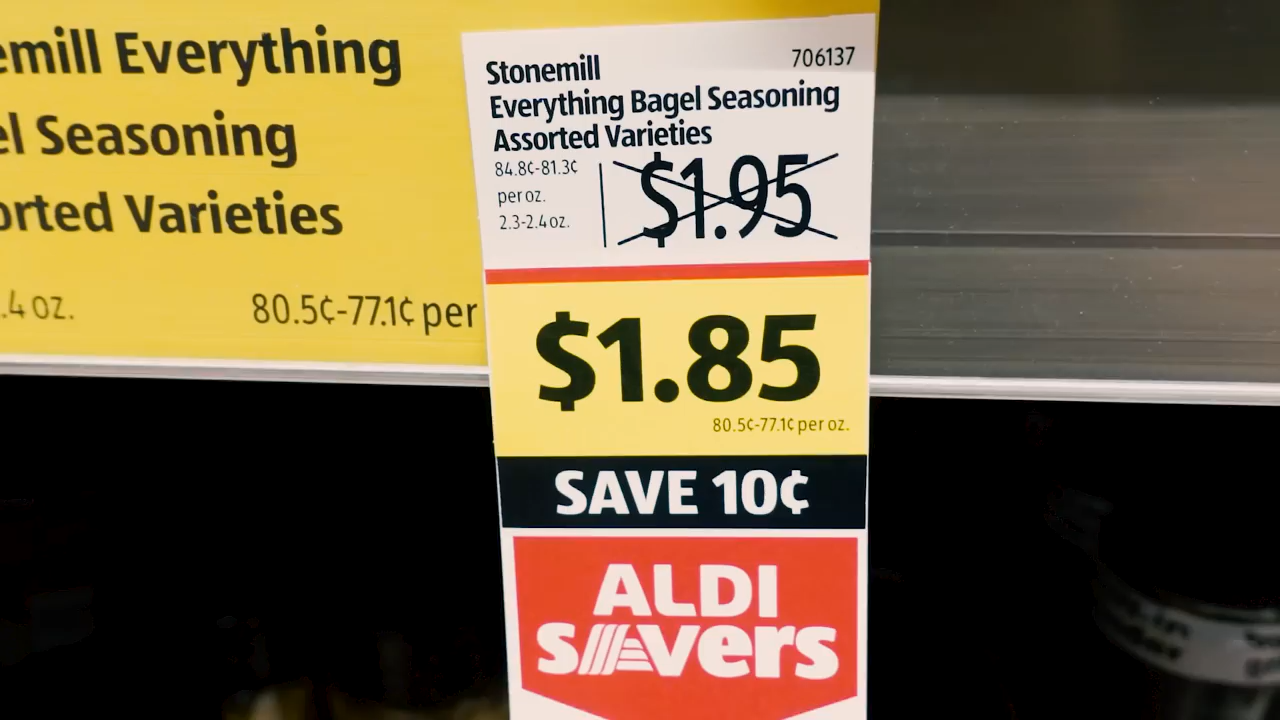 emill Everything
el Seasoning
orted Varieties
.4 oz.
80.5¢-77.1¢ per
Stonemill
706137
Everything Bagel Seasoning
Assorted Varieties
84.8¢-81.3¢
per oz.
2.3-2.4 oz.
$1.95
$1.85
80.5¢-77.1¢ per oz.
SAVE 10¢
ALDI
savers